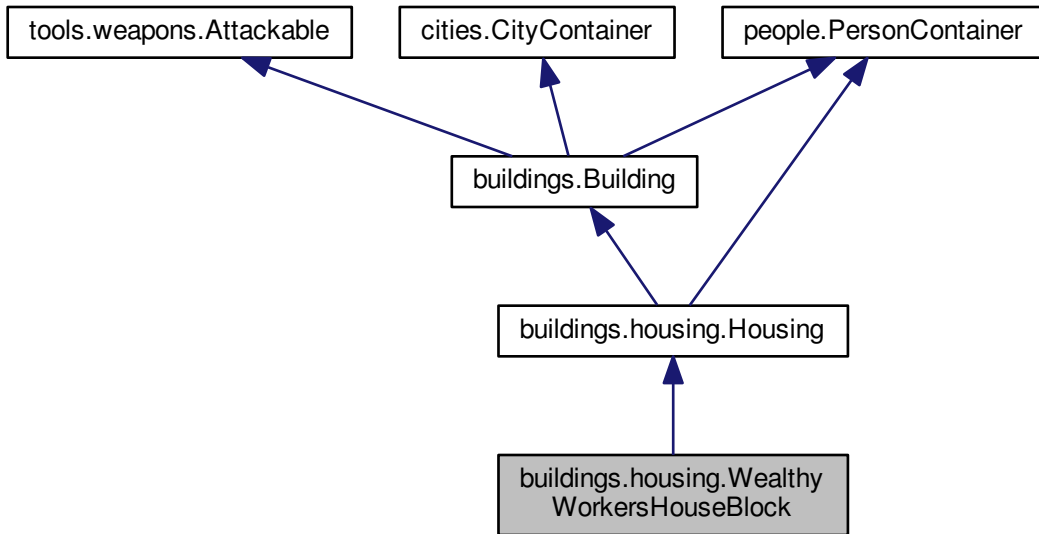 tools.weapons.Attackable
cities.CityContainer
people.PersonContainer
buildings.Building
buildings.housing.Housing
buildings.housing.Wealthy
WorkersHouseBlock